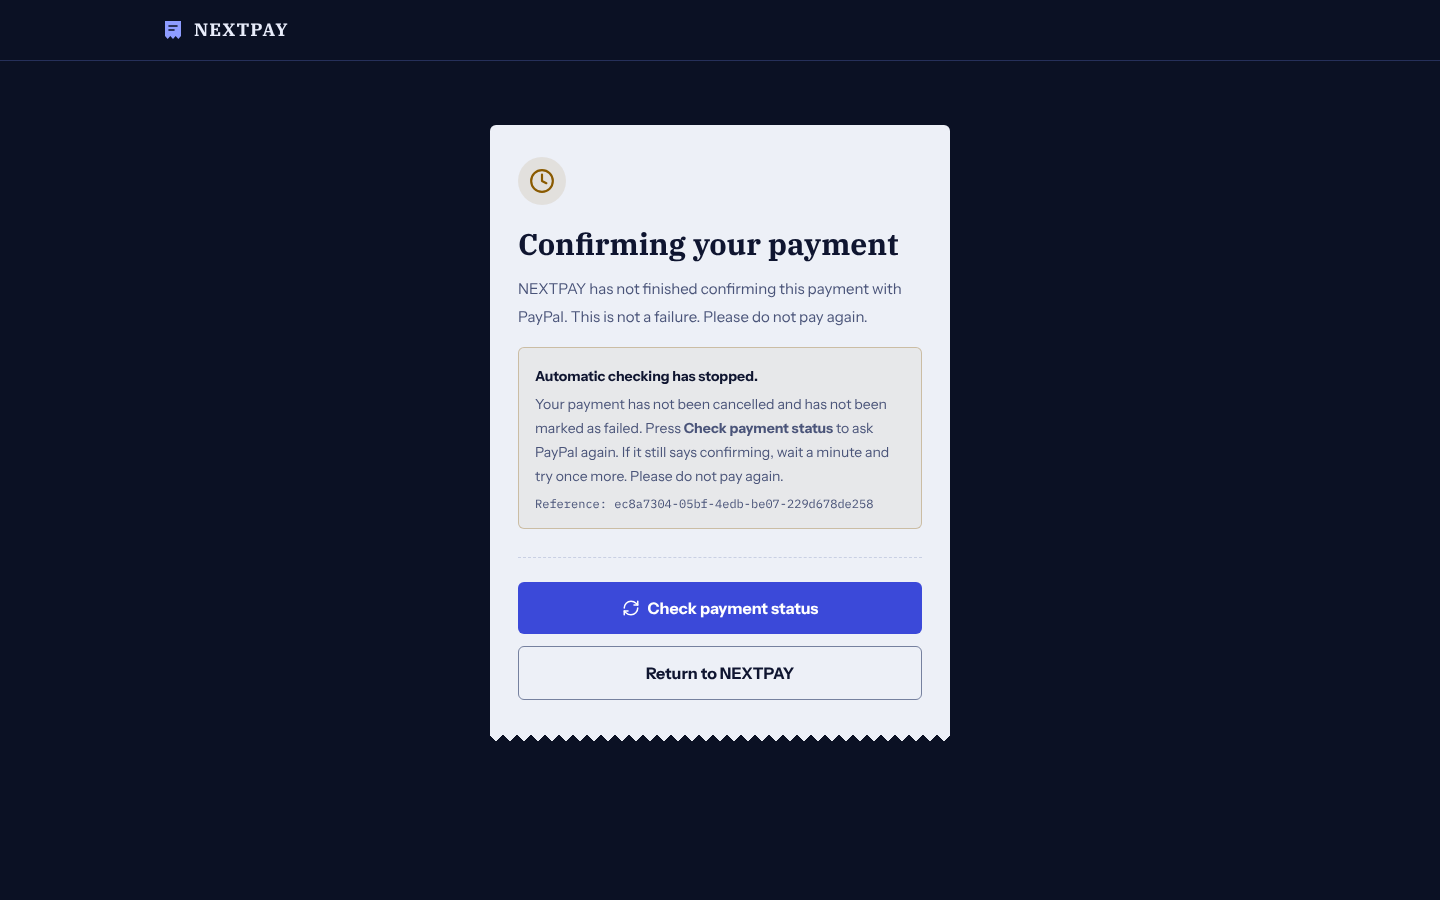 NEXTPAY
Confirming your payment
NEXTPAY has not finished confirming this payment with
PayPal. This is not a failure. Please do not pay again.
Automatic checking has stopped.
Your payment has not been cancelled and has not been
marked as failed. Press Check payment status to ask
PayPal again. If it still says confirming, wait a minute and
try once more. Please do not pay again.
Reference: ec8a7304-05bf-4edb-be07-229d678de258
Check payment status
Return to NEXTPAY